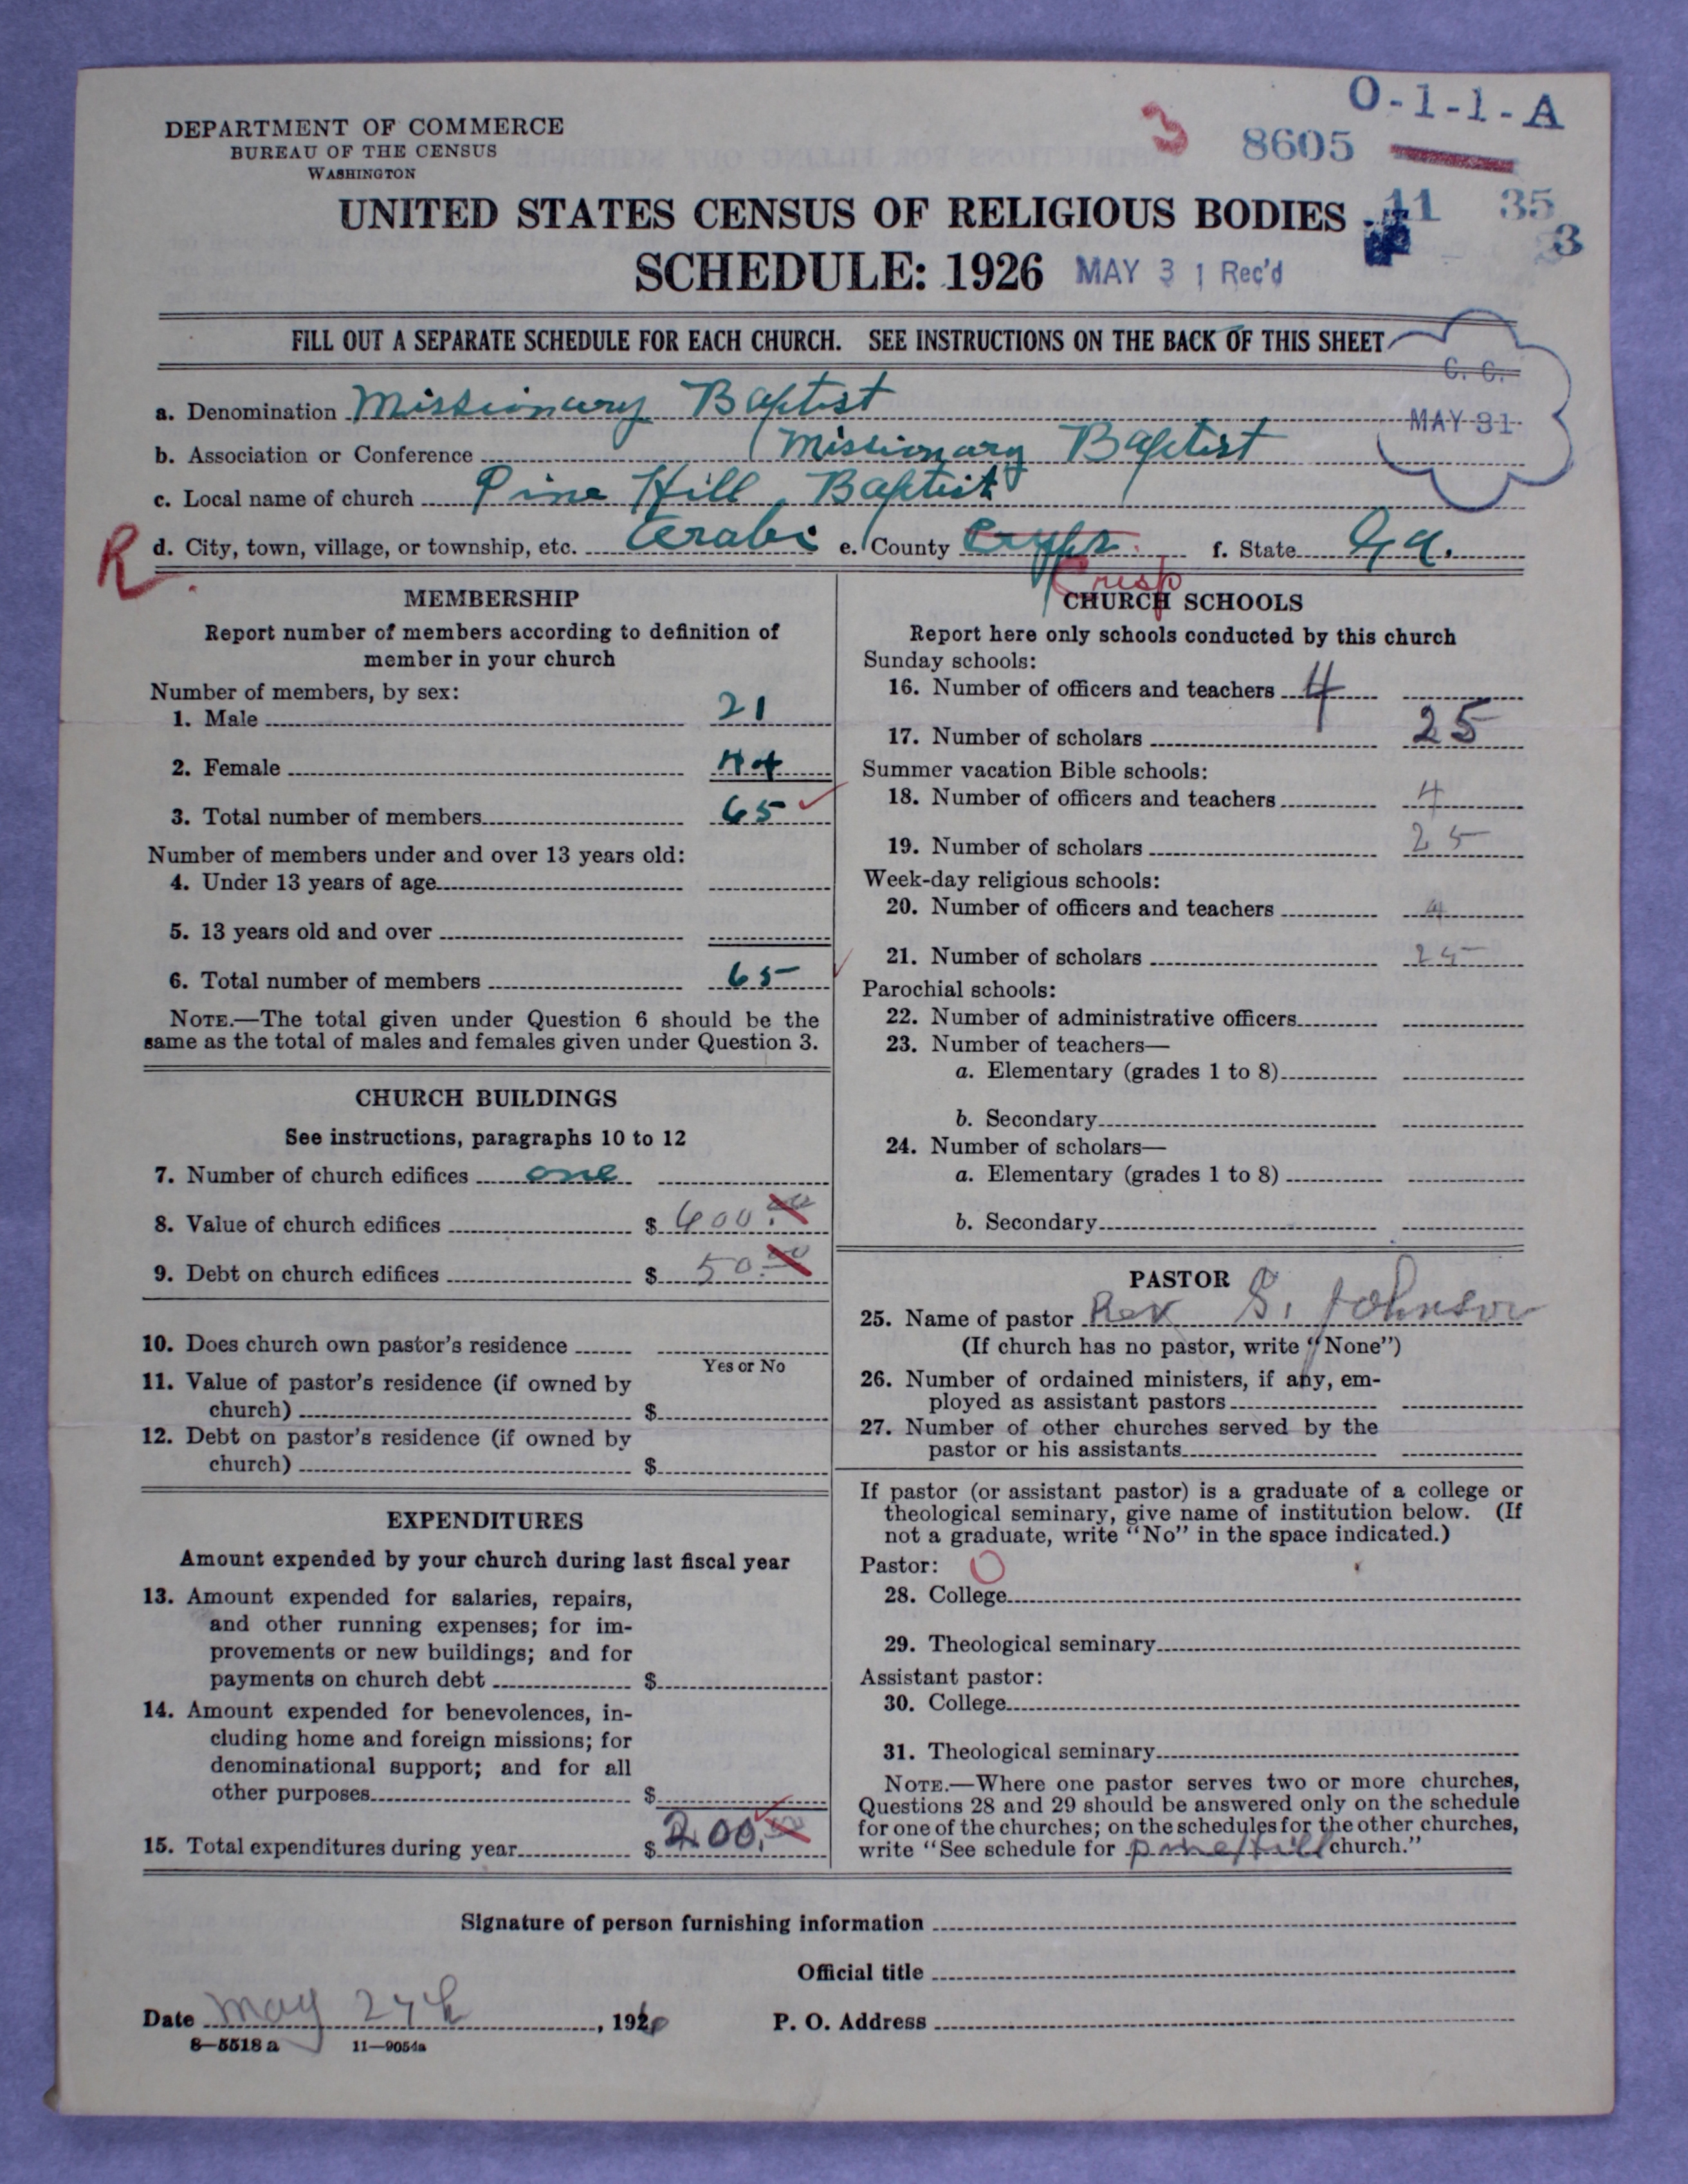 O-1-1-A
DEPARTMENT OF COMMERCE
BUREAU OF THE CENSUS
WASHINGTON
3 8605
UNITED STATES CENSUS OF RELIGIOUS BODIES
11 35
3
SCHEDULE: 1926 MAY 31 Rec'd
FILL OUT A SEPARATE SCHEDULE FOR EACH CHURCH. SEE INSTRUCTIONS ON THE BACK OF THIS SHEET
C. C.
MAY 31
a. Denomination Missionary Baptist
b. Association or Conference Missionary Baptist
c. Local name of church Pine Hill Baptist
R d. City, town, village, or township, etc. Arabi e. County f. State Ga.
Crisp
MEMBERSHIP
Report number of members according to definition of
member in your church
Number of members, by sex:
1. Male 21
2. Female 44
3. Total number of members 65
Number of members under and over 13 years old:
4. Under 13 years of age
5. 13 years old and over
6. Total number of members 65
NOTE.—The total given under Question 6 should be the
same as the total of males and females given under Question 3.
CHURCH BUILDINGS
See instructions, paragraphs 10 to 12
7. Number of church edifices one
8. Value of church edifices $ 600.00
9. Debt on church edifices $ 50.00
10. Does church own pastor's residence
Yes or No
11. Value of pastor's residence (if owned by
church) $
12. Debt on pastor's residence (if owned by
church) $
EXPENDITURES
Amount expended by your church during last fiscal year
13. Amount expended for salaries, repairs,
and other running expenses; for im-
provements or new buildings; and for
payments on church debt $
14. Amount expended for benevolences, in-
cluding home and foreign missions; for
denominational support; and for all
other purposes $
15. Total expenditures during year $ 200.00
CHURCH SCHOOLS
Report here only schools conducted by this church
Sunday schools:
16. Number of officers and teachers 4
17. Number of scholars 25
Summer vacation Bible schools:
18. Number of officers and teachers 4
19. Number of scholars 25
Week-day religious schools:
20. Number of officers and teachers 4
21. Number of scholars 25
Parochial schools:
22. Number of administrative officers
23. Number of teachers—
a. Elementary (grades 1 to 8)
b. Secondary
24. Number of scholars—
a. Elementary (grades 1 to 8)
b. Secondary
PASTOR
25. Name of pastor Rev S. Johnson
(If church has no pastor, write "None")
26. Number of ordained ministers, if any, em-
ployed as assistant pastors
27. Number of other churches served by the
pastor or his assistants
If pastor (or assistant pastor) is a graduate of a college or
theological seminary, give name of institution below. (If
not a graduate, write "No" in the space indicated.)
Pastor: O
28. College
29. Theological seminary
Assistant pastor:
30. College
31. Theological seminary
NOTE.—Where one pastor serves two or more churches,
Questions 28 and 29 should be answered only on the schedule
for one of the churches; on the schedules for the other churches,
write "See schedule for pine Hill church."
Signature of person furnishing information
Official title
Date May 27th, 1926 P. O. Address
8—5518 a 11—9054a